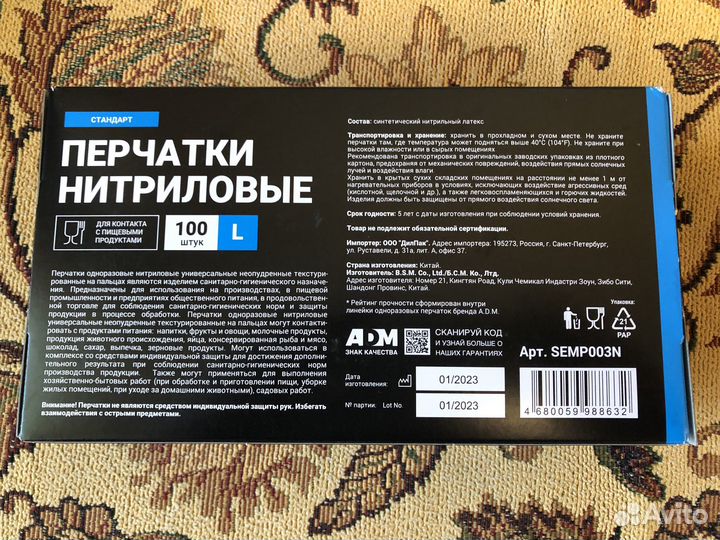 СТАНДАРТ
ПЕРЧАТКИ
НИТРИЛОВЫЕ
ДЛЯ КОНТАКТА
С ПИЩЕВЫМИ
ПРОДУКТАМИ
100
ШТУК
L
Перчатки одноразовые нитриловые универсальные неопудренные текстури-
рованные на пальцах являются изделием санитарно-гигиенического назначе-
ния. Предназначены для использования на производствах, в пищевой
промышленности и предприятиях общественного питания, в продовольствен-
ной торговле для соблюдения санитарно-гигиенических норм и защиты
продукции в процессе обработки. Перчатки одноразовые нитриловые
универсальные неопудренные текстурированные на пальцах могут контакти-
ровать с продуктами питания: напитки, фрукты и овощи, молочные продукты,
продукция животного происхождения, яйца, консервированная рыба и мясо,
шоколад, сахар, выпечка, зерновые. Могут использоваться в
комплексе со средствами индивидуальной защиты для достижения дополни-
тельного результата при соблюдении санитарно-гигиенических норм
производства продукции. Также могут применяться для выполнения
хозяйственно-бытовых работ (при обработке и приготовлении пищи, уборке
жилых помещений, при уходе за домашними животными), садовых работ.
Внимание! Перчатки не являются средством индивидуальной защиты рук. Избегать
взаимодействия с острыми предметами.
Состав: синтетический нитрильный латекс
Транспортировка и хранение: хранить в прохладном и сухом месте. Не храните
перчатки там, где температура может подняться выше 40°C (104°F). Не храните при
высокой влажности или в сырых помещениях
Рекомендована транспортировка в оригинальных заводских упаковках из плотного
картона, предохраняя от механических повреждений, воздействия прямых солнечных
лучей и воздействия влаги
Хранить в крытых сухих складских помещениях на расстоянии не менее 1 м от
нагревательных приборов в условиях, исключающих воздействие агрессивных сред
(кислотной, щелочной и др.), а также легковоспламеняющихся и горючих жидкостей.
Изделия должны быть защищены от прямого воздействия солнечного света.
Срок годности: 5 лет с даты изготовления при соблюдении условий хранения.
Товар не подлежит обязательной сертификации.
Импортер: ООО "ДилПак". Адрес импортера: 195273, Россия, г. Санкт-Петербург,
ул. Руставели, д. 31а, лит. А, офис 37.
Страна изготовления: Китай.
Изготовитель: B.S.M. Co., Ltd./Б.С.М. Ко., Лтд.
Адрес изготовителя: Номер 21, Кингтян Роад, Кули Чемикал Индастри Зоун, Зибо Сити,
Шандонг Провинс, Китай.
* Рейтинг прочности сформирован внутри
линейки одноразовых перчаток бренда A.D.M.
ADM
ЗНАК КАЧЕСТВА
СКАНИРУЙ КОД
И УЗНАЙ БОЛЬШЕ О
НАШИХ ГАРАНТИЯХ
Упаковка:
21
PAP
Арт. SEMP003N
Дата
изготовления:
01/2023
№ партии. Lot No.
01/2023
4 680059 988632
Avito